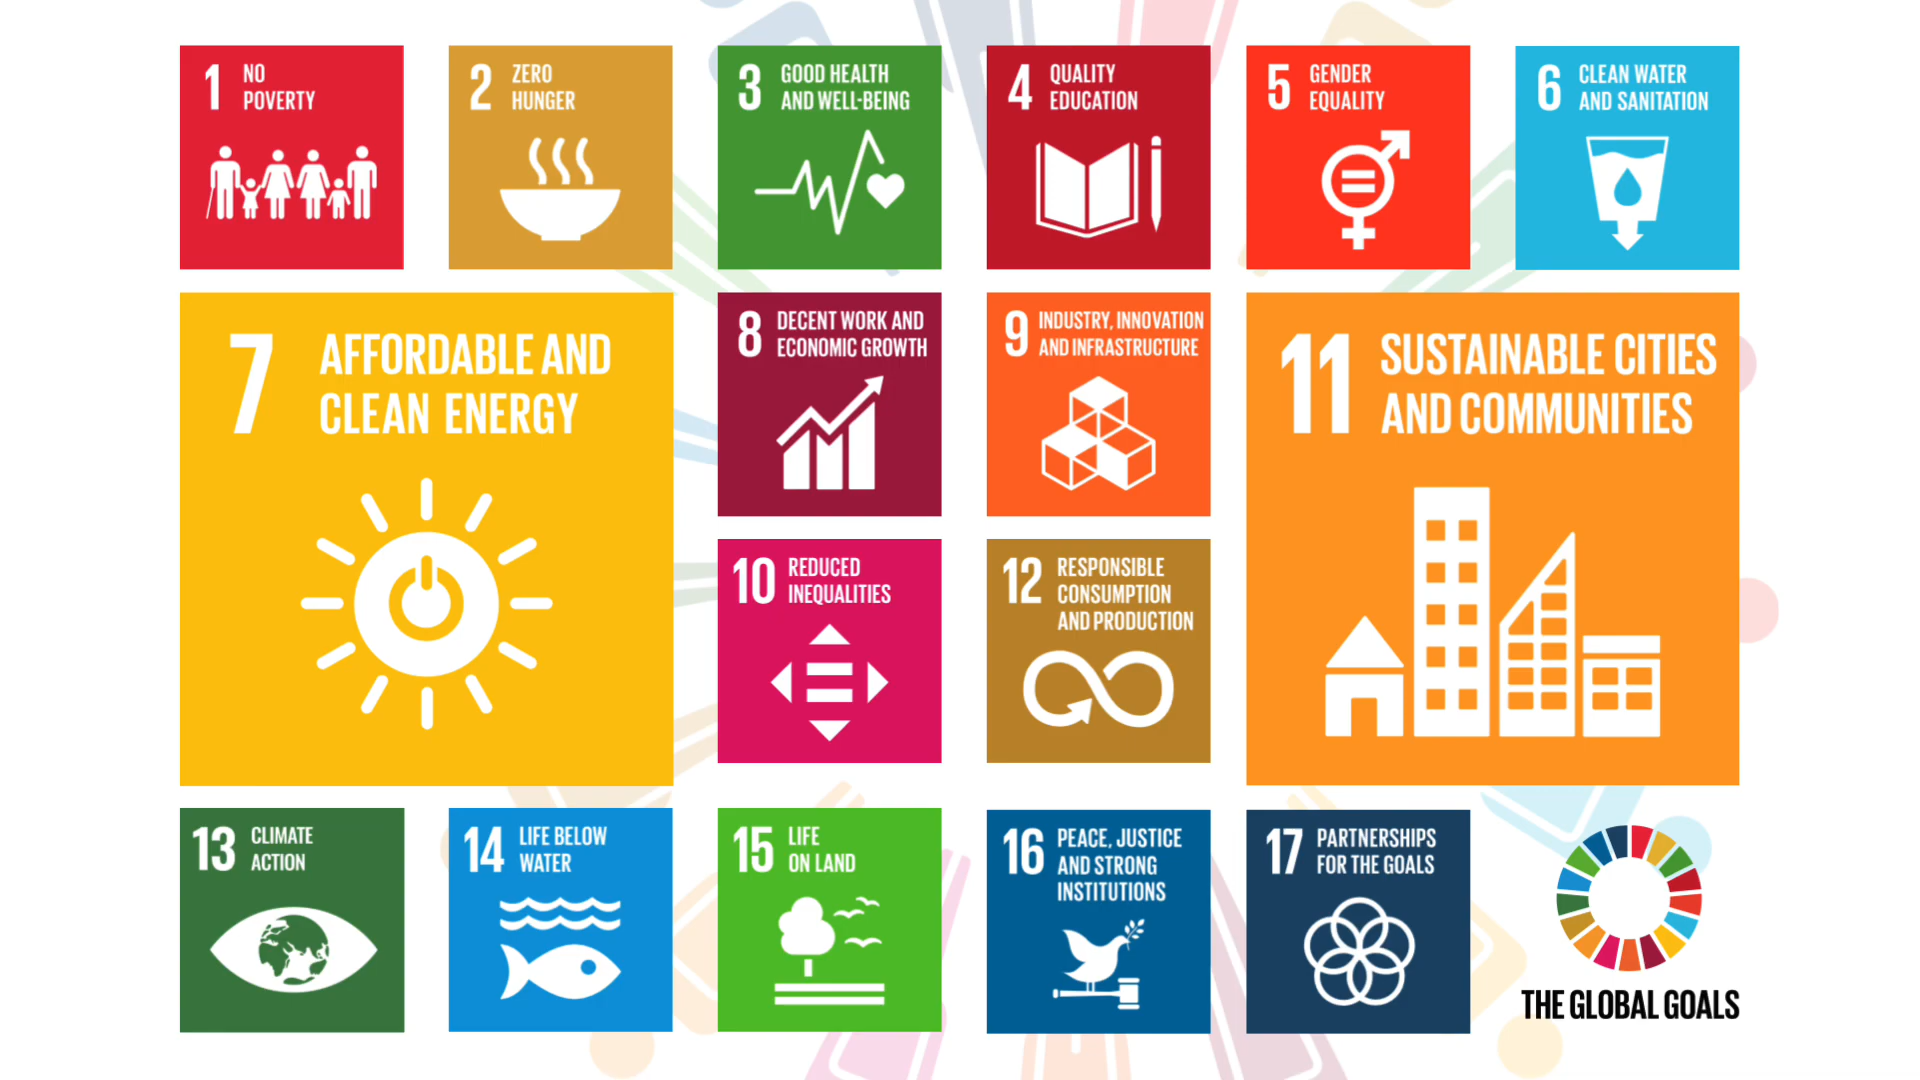 1 NO
POVERTY
2 ZERO
HUNGER
3 GOOD HEALTH
AND WELL-BEING
4 QUALITY
EDUCATION
5 GENDER
EQUALITY
6 CLEAN WATER
AND SANITATION
7 AFFORDABLE AND
CLEAN ENERGY
8 DECENT WORK AND
ECONOMIC GROWTH
9 INDUSTRY, INNOVATION
AND INFRASTRUCTURE
10 REDUCED
INEQUALITIES
11 SUSTAINABLE CITIES
AND COMMUNITIES
12 RESPONSIBLE
CONSUMPTION
AND PRODUCTION
13 CLIMATE
ACTION
14 LIFE BELOW
WATER
15 LIFE
ON LAND
16 PEACE, JUSTICE
AND STRONG
INSTITUTIONS
17 PARTNERSHIPS
FOR THE GOALS
THE GLOBAL GOALS